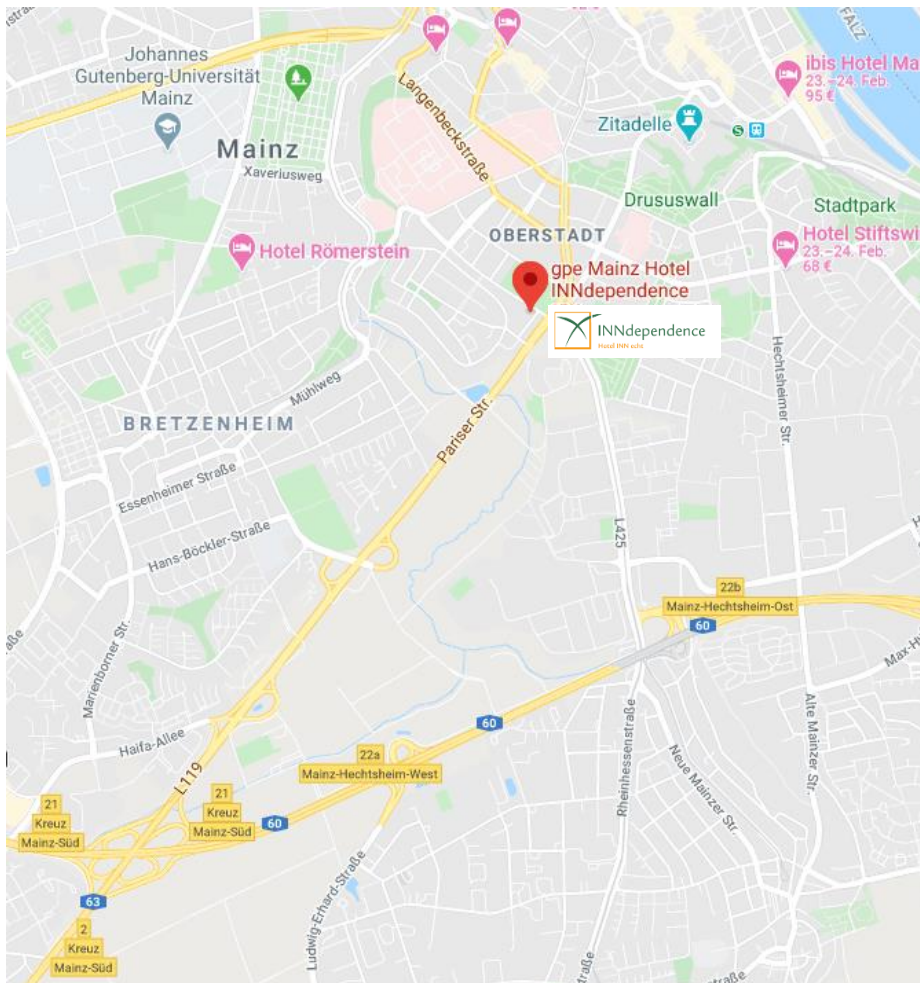 Johannes
Gutenberg-Universität
Mainz
Mainz
Xaveriusweg
Langenbeckstraße
ibis Hotel Ma
23.–24. Feb.
95 €
Zitadelle
S
Drususwall
Stadtpark
OBERSTADT
Hotel Römerstein
Hotel Stiftswi
23.–24. Feb.
68 €
gpe Mainz Hotel
INNdependence
INNdependence
Hotel INN echt
Hechtsheimer Str.
Mühlweg
BRETZENHEIM
Pariser Str.
Essenheimer Straße
Hans-Böckler-Straße
L425
22b
Mainz-Hechtsheim-Ost
60
Marienborner Str.
Max-H
Haifa-Allee
60
L119
22a
Mainz-Hechtsheim-West
Rheinhessenstraße
Neue Mainzer Str.
Alte Mainzer Str.
21
Kreuz
Mainz-Süd
21
Kreuz
Mainz-Süd
60
63
2
Kreuz
Mainz-Süd
Ludwig-Erhard-Straße